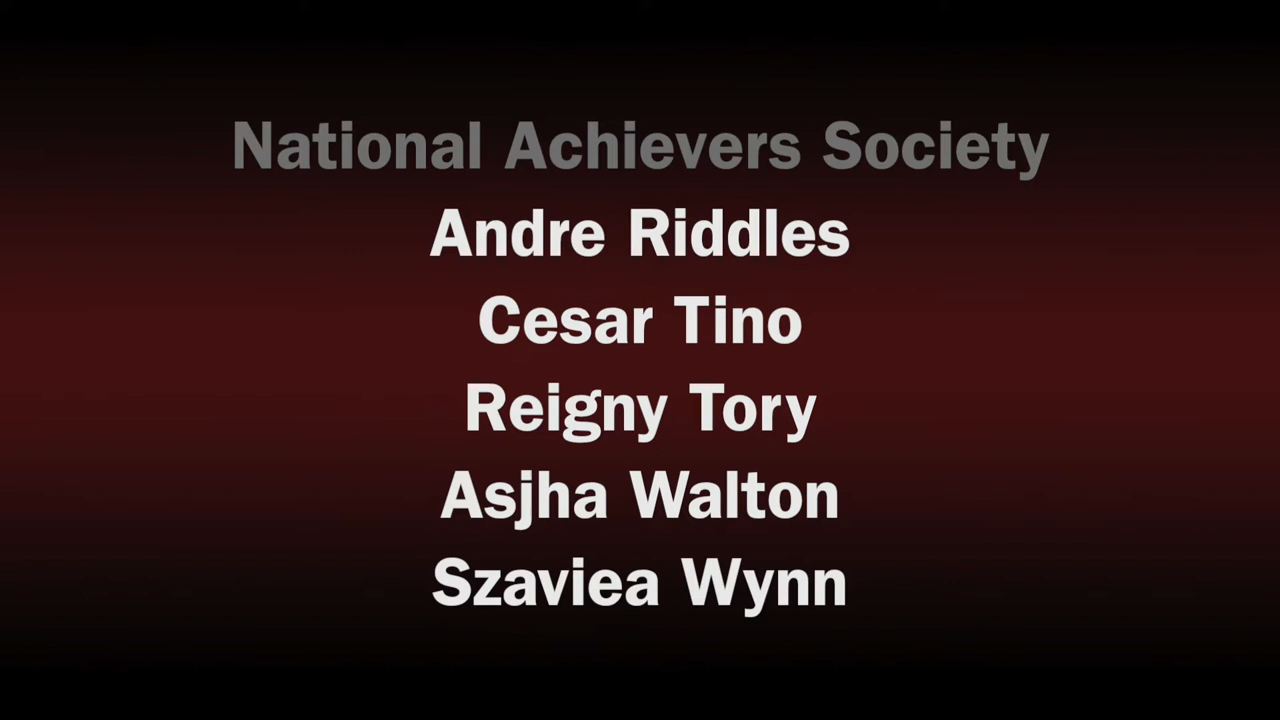 National Achievers Society
Andre Riddles
Cesar Tino
Reigny Tory
Asjha Walton
Szaviea Wynn